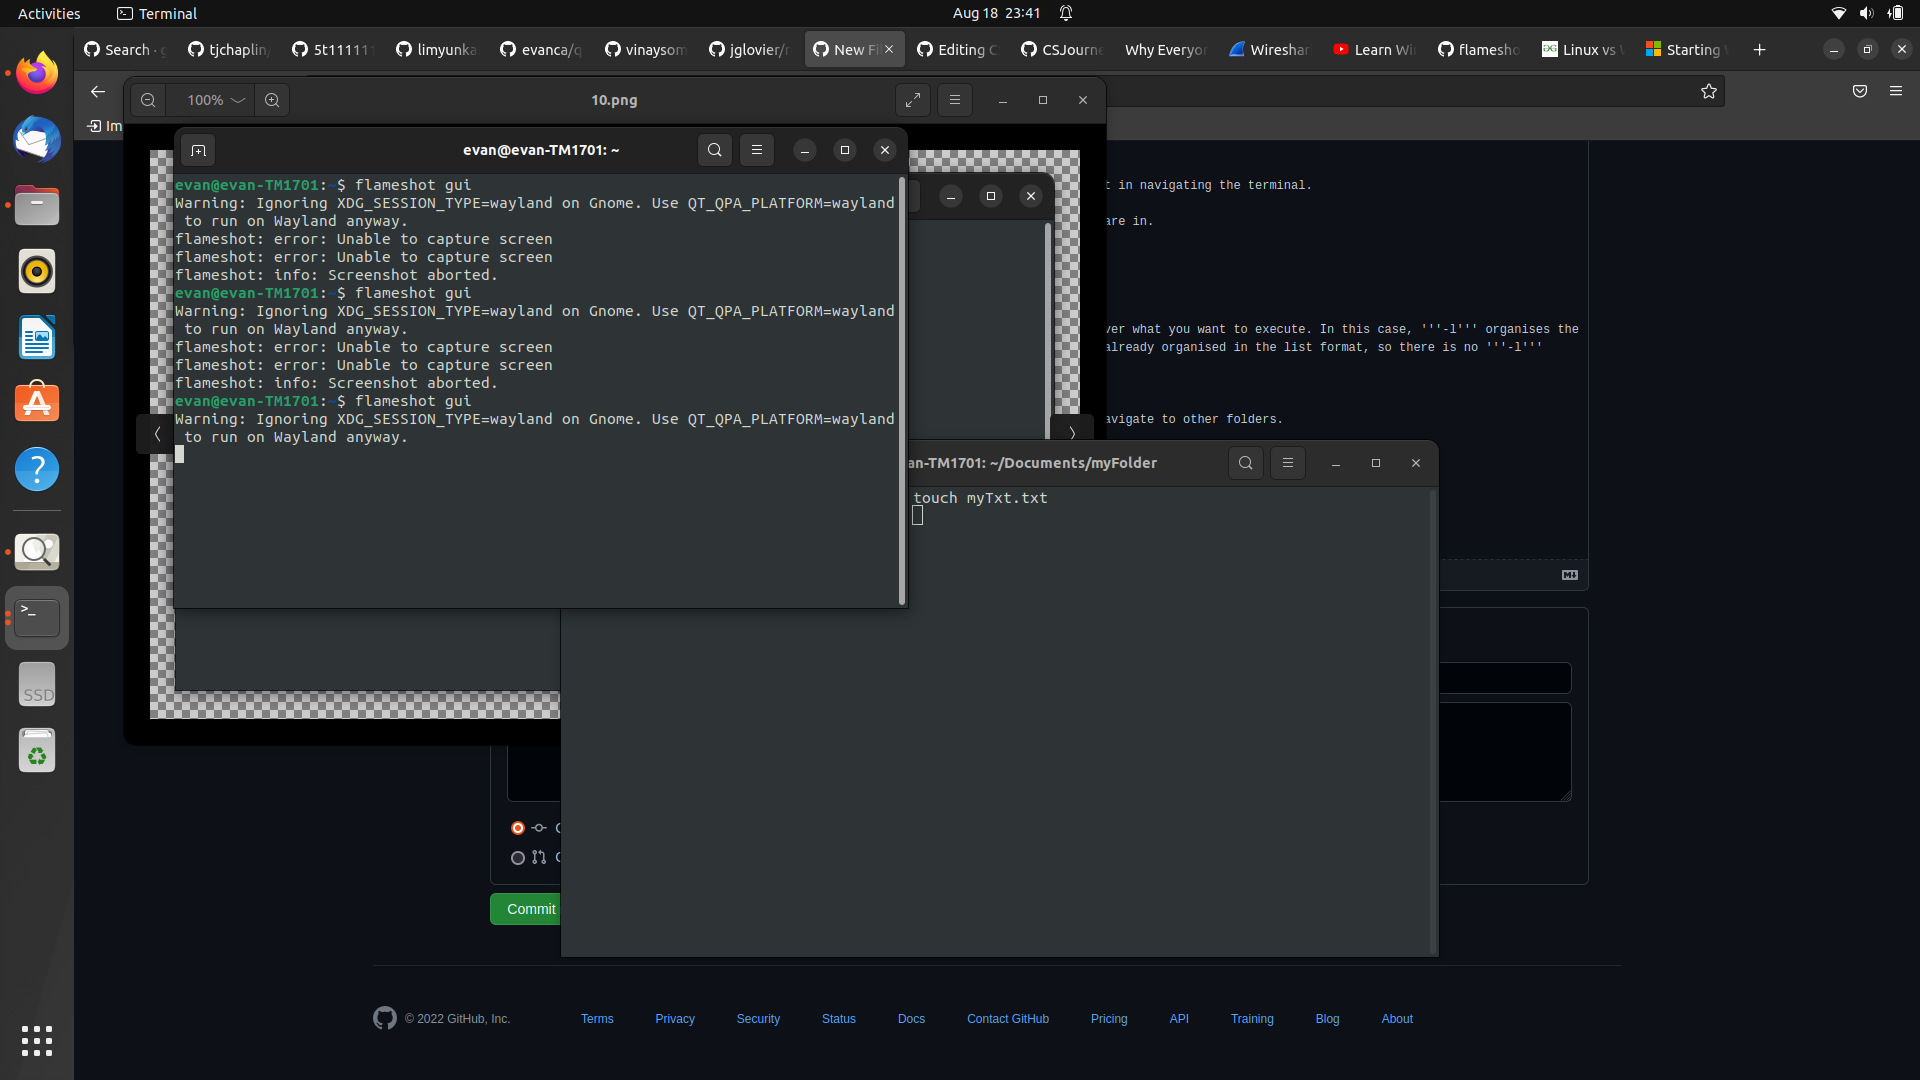 Activities
Terminal
Aug 18 23:41
Search · g
tjchaplin/
5t111111
limyunka
evanca/q
vinaysom
jglovier/r
New Fi
Editing C
CSJourne
Why Everyor
Wireshar
Learn Wi
flamesho
Linux vs
Starting
Im
100%
10.png
evan@evan-TM1701: ~
evan@evan-TM1701:~$ flameshot gui
Warning: Ignoring XDG_SESSION_TYPE=wayland on Gnome. Use QT_QPA_PLATFORM=wayland
to run on Wayland anyway.
flameshot: error: Unable to capture screen
flameshot: error: Unable to capture screen
flameshot: info: Screenshot aborted.
evan@evan-TM1701:~$ flameshot gui
Warning: Ignoring XDG_SESSION_TYPE=wayland on Gnome. Use QT_QPA_PLATFORM=wayland
to run on Wayland anyway.
flameshot: error: Unable to capture screen
flameshot: error: Unable to capture screen
flameshot: info: Screenshot aborted.
evan@evan-TM1701:~$ flameshot gui
Warning: Ignoring XDG_SESSION_TYPE=wayland on Gnome. Use QT_QPA_PLATFORM=wayland
to run on Wayland anyway.
t in navigating the terminal.
are in.
ver what you want to execute. In this case, '''-l''' organises the
already organised in the list format, so there is no '''-l'''
avigate to other folders.
an-TM1701: ~/Documents/myFolder
touch myTxt.txt
SSD
C
C
Commit
© 2022 GitHub, Inc.
Terms
Privacy
Security
Status
Docs
Contact GitHub
Pricing
API
Training
Blog
About